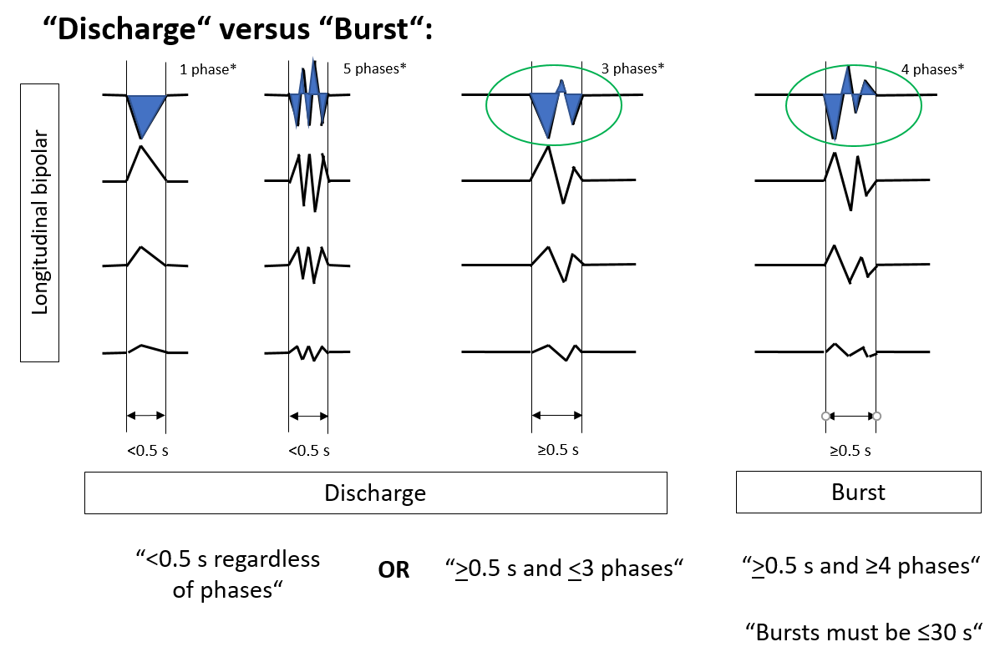 “Discharge“ versus “Burst“:
1 phase*
5 phases*
3 phases*
4 phases*
Longitudinal bipolar
<0.5 s
<0.5 s
≥0.5 s
≥0.5 s
Discharge
Burst
“<0.5 s regardless
of phases“
OR
“≥0.5 s and ≤3 phases“
“≥0.5 s and ≥4 phases“
“Bursts must be ≤30 s“